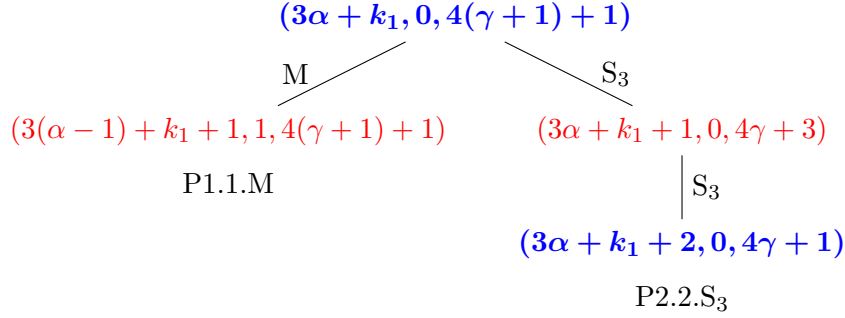 (3α + k₁, 0, 4(γ + 1) + 1)
M
S₃
(3(α − 1) + k₁ + 1, 1, 4(γ + 1) + 1)
(3α + k₁ + 1, 0, 4γ + 3)
P1.1.M
S₃
(3α + k₁ + 2, 0, 4γ + 1)
P2.2.S₃